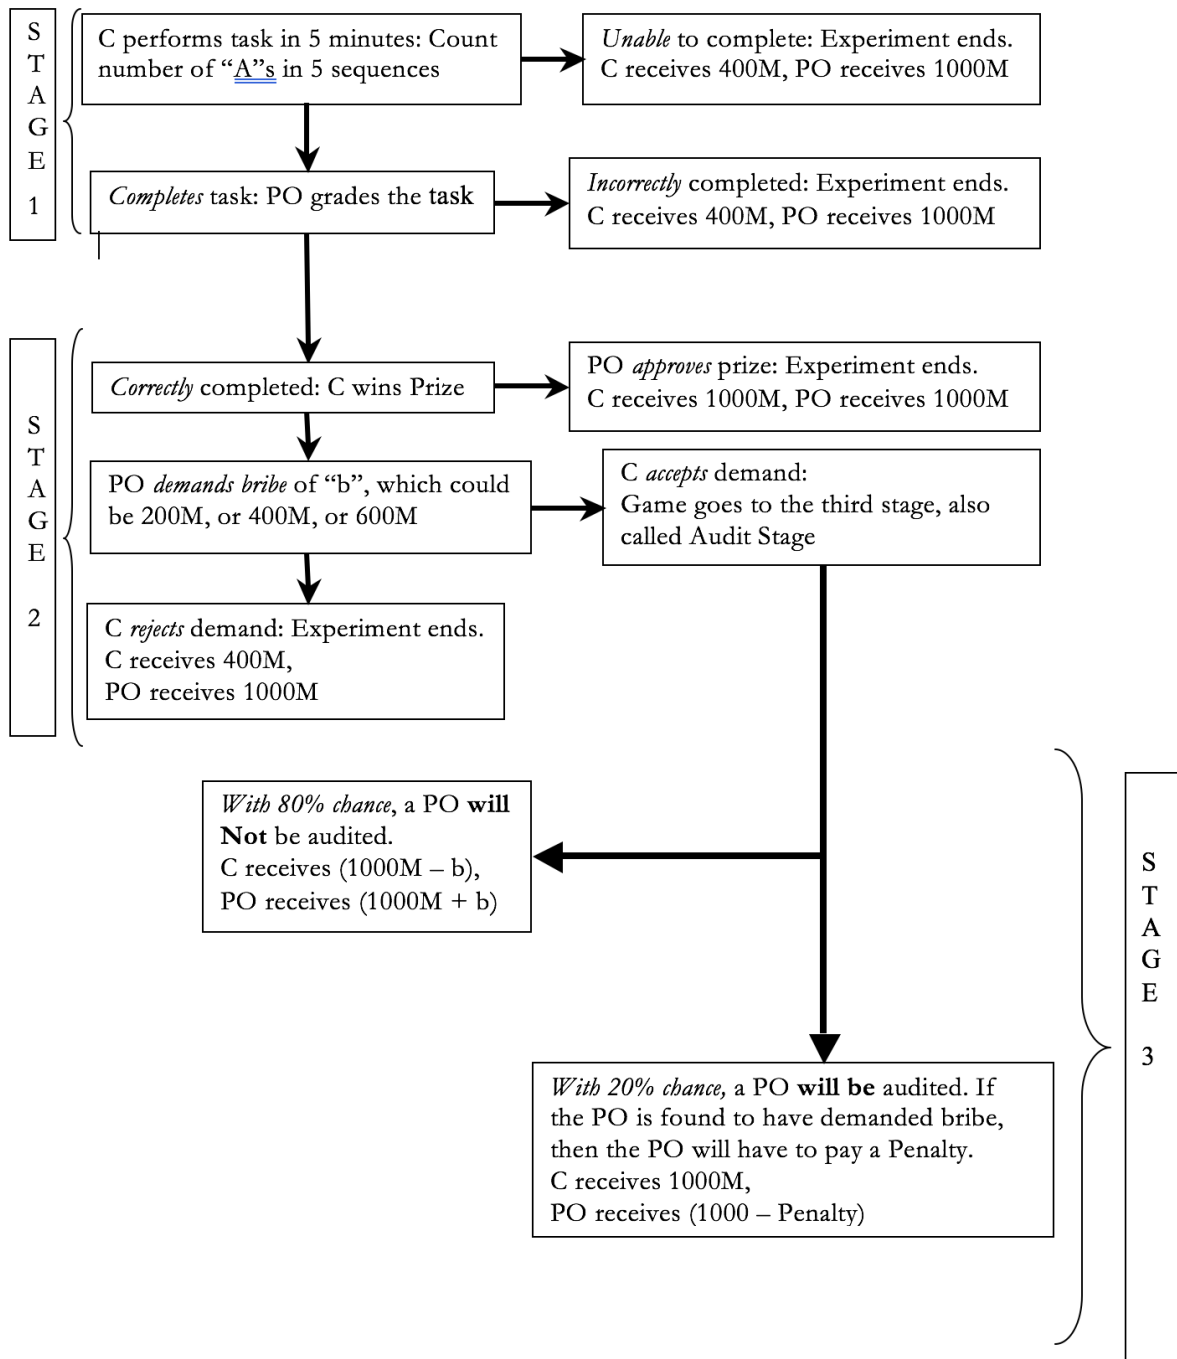 STAGE 1
C performs task in 5 minutes: Count
number of “A”s in 5 sequences
Unable to complete: Experiment ends.
C receives 400M, PO receives 1000M
Completes task: PO grades the task
Incorrectly completed: Experiment ends.
C receives 400M, PO receives 1000M
STAGE 2
Correctly completed: C wins Prize
PO approves prize: Experiment ends.
C receives 1000M, PO receives 1000M
PO demands bribe of “b”, which could
be 200M, or 400M, or 600M
C accepts demand:
Game goes to the third stage, also
called Audit Stage
C rejects demand: Experiment ends.
C receives 400M,
PO receives 1000M
STAGE 3
With 80% chance, a PO will
Not be audited.
C receives (1000M – b),
PO receives (1000M + b)
With 20% chance, a PO will be audited. If
the PO is found to have demanded bribe,
then the PO will have to pay a Penalty.
C receives 1000M,
PO receives (1000 – Penalty)